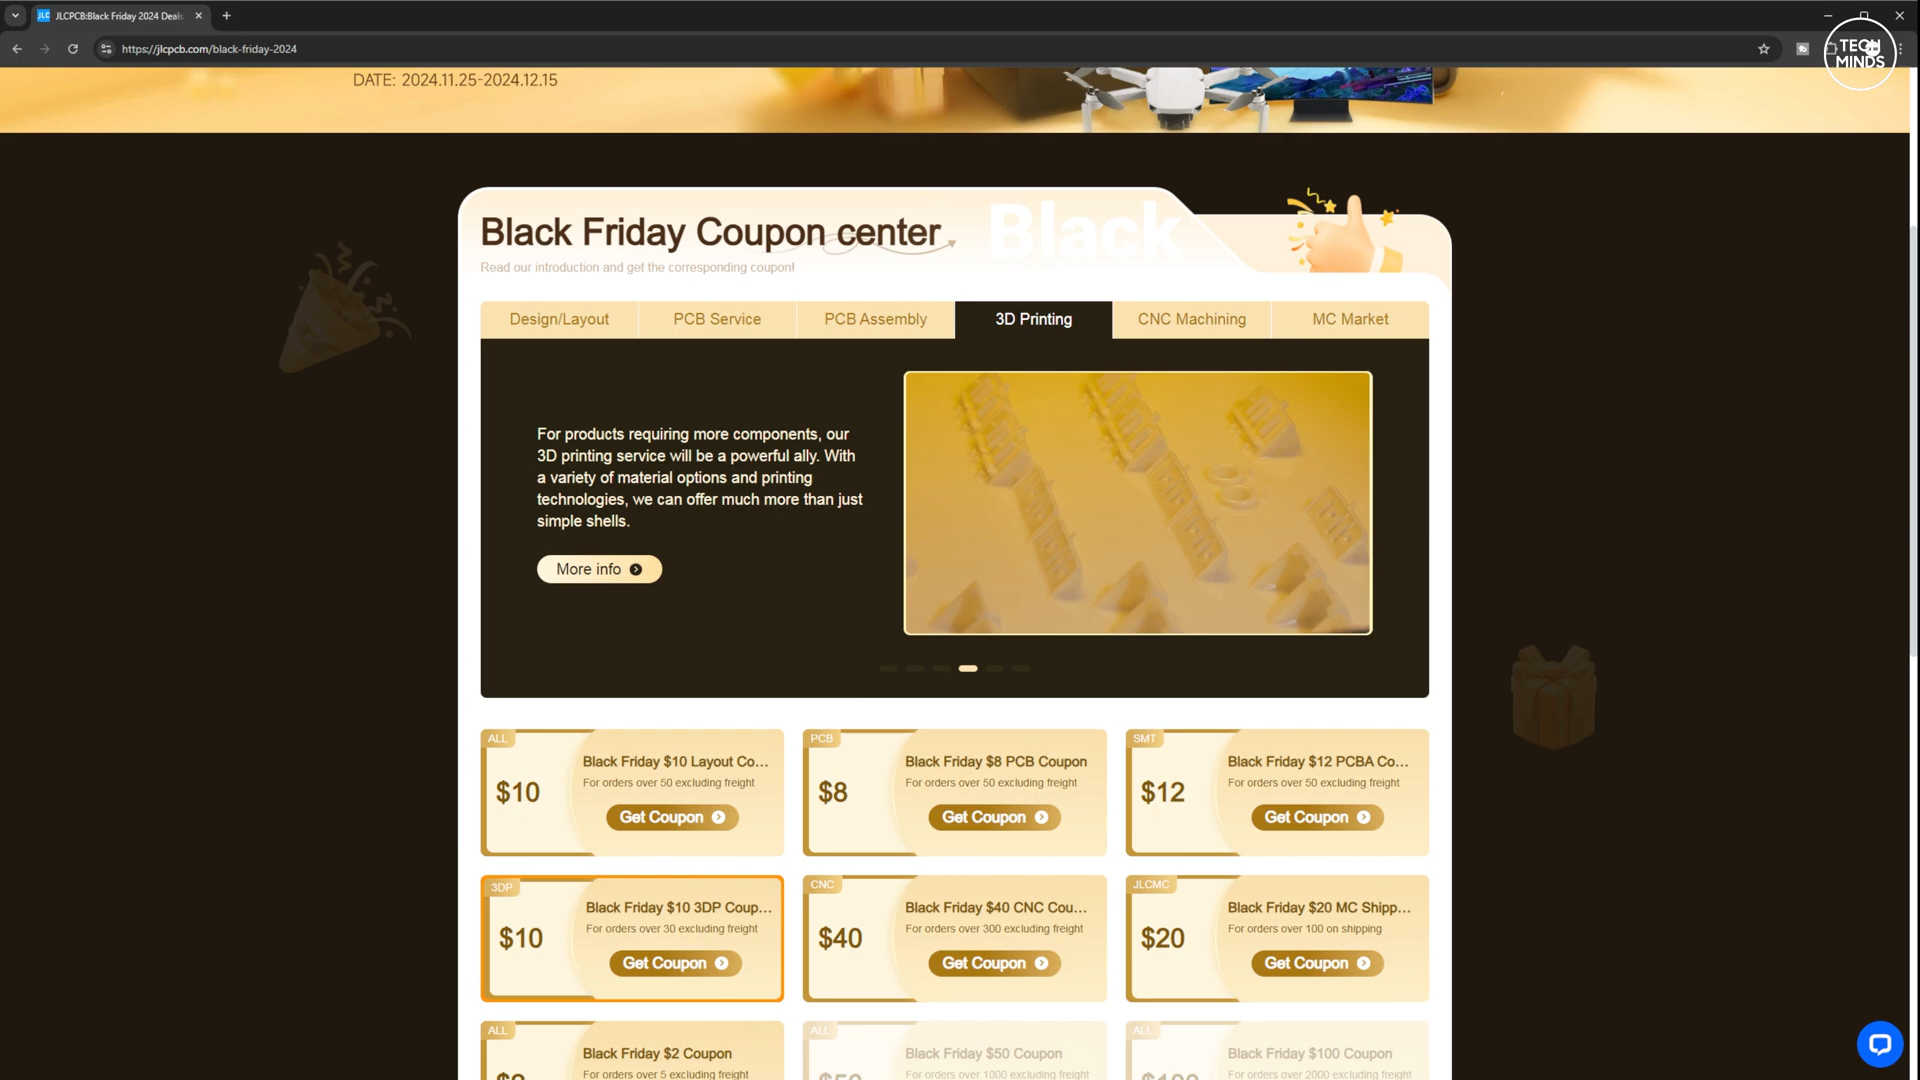 JLC JLCPCB:Black Friday 2024 Deals
https://jlcpcb.com/black-friday-2024
TECH
MINDS
DATE: 2024.11.25-2024.12.15
Black Friday Coupon center
Black
Read our introduction and get the corresponding coupon!
Design/Layout
PCB Service
PCB Assembly
3D Printing
CNC Machining
MC Market
For products requiring more components, our
3D printing service will be a powerful ally. With
a variety of material options and printing
technologies, we can offer much more than just
simple shells.
More info
ALL
$10
Black Friday $10 Layout Co...
For orders over 50 excluding freight
Get Coupon
PCB
$8
Black Friday $8 PCB Coupon
For orders over 50 excluding freight
Get Coupon
SMT
$12
Black Friday $12 PCBA Co...
For orders over 50 excluding freight
Get Coupon
3DP
$10
Black Friday $10 3DP Coup...
For orders over 30 excluding freight
Get Coupon
CNC
$40
Black Friday $40 CNC Cou...
For orders over 300 excluding freight
Get Coupon
JLCMC
$20
Black Friday $20 MC Shipp...
For orders over 100 on shipping
Get Coupon
ALL
$2
Black Friday $2 Coupon
For orders over 5 excluding freight
ALL
$50
Black Friday $50 Coupon
For orders over 1000 excluding freight
ALL
$100
Black Friday $100 Coupon
For orders over 2000 excluding freight